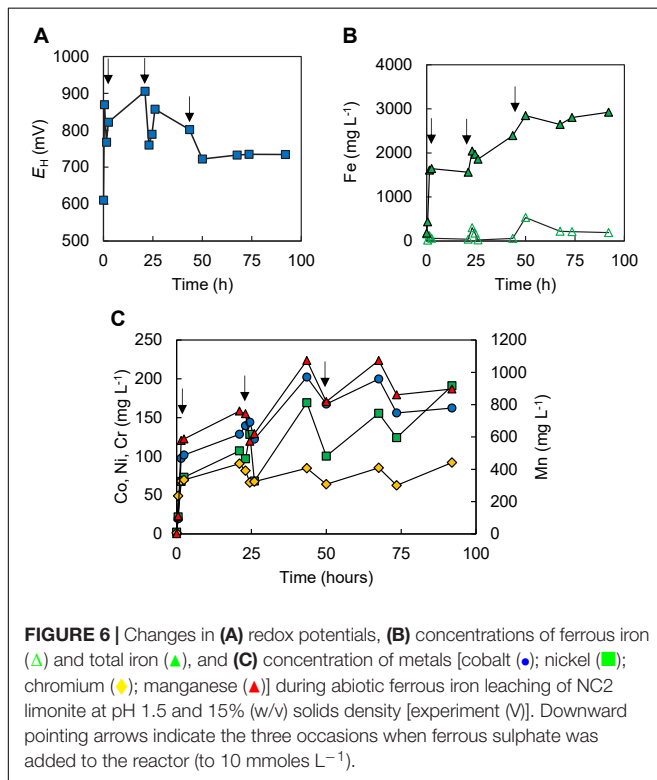 A
E_H (mV)
1000
900
800
700
600
500
0 25 50 75 100
Time (h)
B
Fe (mg L-1)
4000
3000
2000
1000
0
0 25 50 75 100
Time (h)
C
Co, Ni, Cr (mg L-1)
250
200
150
100
50
0
1200
1000
800
600
400
200
0
Mn (mg L-1)
0 25 50 75 100
Time (hours)
FIGURE 6 | Changes in (A) redox potentials, (B) concentrations of ferrous iron
(△) and total iron (▲), and (C) concentration of metals [cobalt (●); nickel (■);
chromium (◆); manganese (▲)] during abiotic ferrous iron leaching of NC2
limonite at pH 1.5 and 15% (w/v) solids density [experiment (V)]. Downward
pointing arrows indicate the three occasions when ferrous sulphate was
added to the reactor (to 10 mmoles L−1).